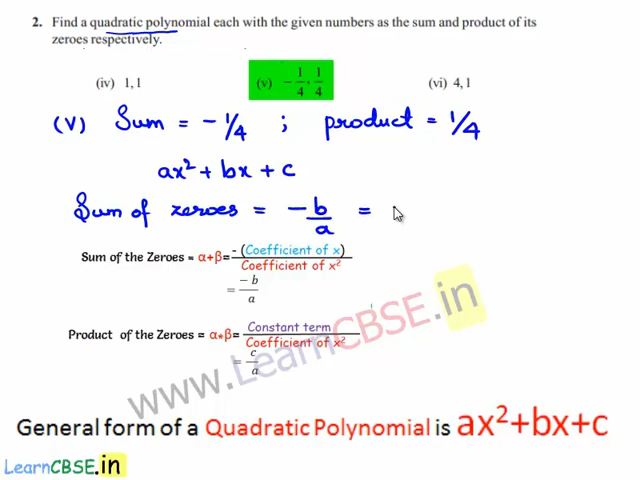 2. Find a quadratic polynomial each with the given numbers as the sum and product of its
zeroes respectively.
(iv) 1, 1 (v) -1/4, 1/4 (vi) 4, 1
(V) Sum = -1/4 ; product = 1/4
ax² + bx + c
Sum of zeroes = -b/a =
Sum of the Zeroes = α+β = -(Coefficient of x)/Coefficient of x²
= -b/a
Product of the Zeroes = α*β = Constant term/Coefficient of x²
= c/a
www.LearnCBSE.in
General form of a Quadratic Polynomial is ax²+bx+c
LearnCBSE.in